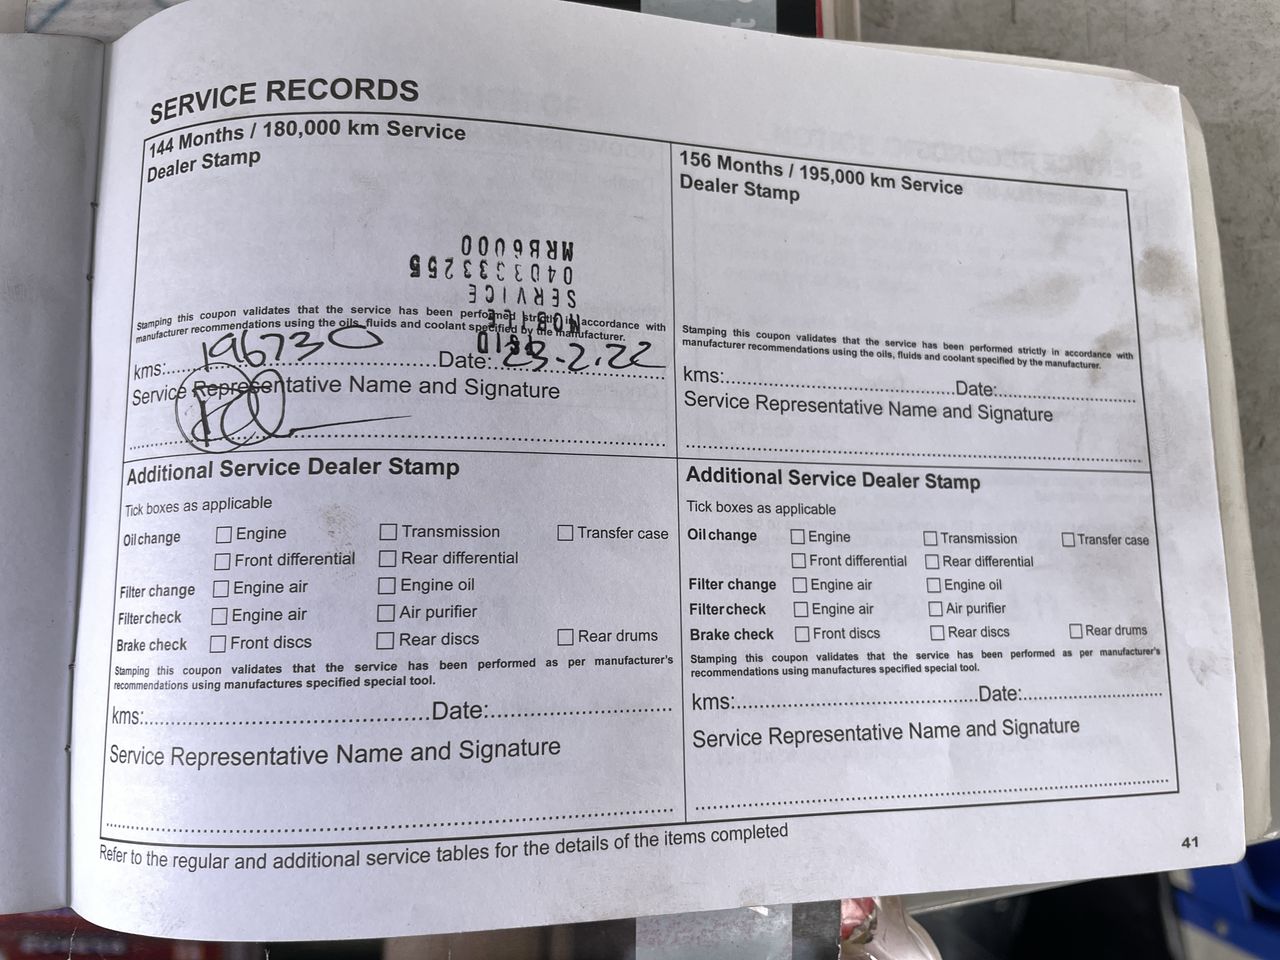 SERVICE RECORDS
144 Months / 180,000 km Service
Dealer Stamp
MRB6000
0403333255
SERVICE
MOBILE
Stamping this coupon validates that the service has been performed strictly in accordance with
manufacturer recommendations using the oils, fluids and coolant specified by the manufacturer.
kms: 196730 Date: 23-2-22
Service Representative Name and Signature
Additional Service Dealer Stamp
Tick boxes as applicable
Oil change Engine Transmission Transfer case
Front differential Rear differential
Filter change Engine air Engine oil
Filter check Engine air Air purifier
Brake check Front discs Rear discs Rear drums
Stamping this coupon validates that the service has been performed as per manufacturer's
recommendations using manufactures specified special tool.
kms: Date:
Service Representative Name and Signature
156 Months / 195,000 km Service
Dealer Stamp
Stamping this coupon validates that the service has been performed strictly in accordance with
manufacturer recommendations using the oils, fluids and coolant specified by the manufacturer.
kms: Date:
Service Representative Name and Signature
Additional Service Dealer Stamp
Tick boxes as applicable
Oil change Engine Transmission Transfer case
Front differential Rear differential
Filter change Engine air Engine oil
Filter check Engine air Air purifier
Brake check Front discs Rear discs Rear drums
Stamping this coupon validates that the service has been performed as per manufacturer's
recommendations using manufactures specified special tool.
kms: Date:
Service Representative Name and Signature
Refer to the regular and additional service tables for the details of the items completed
41